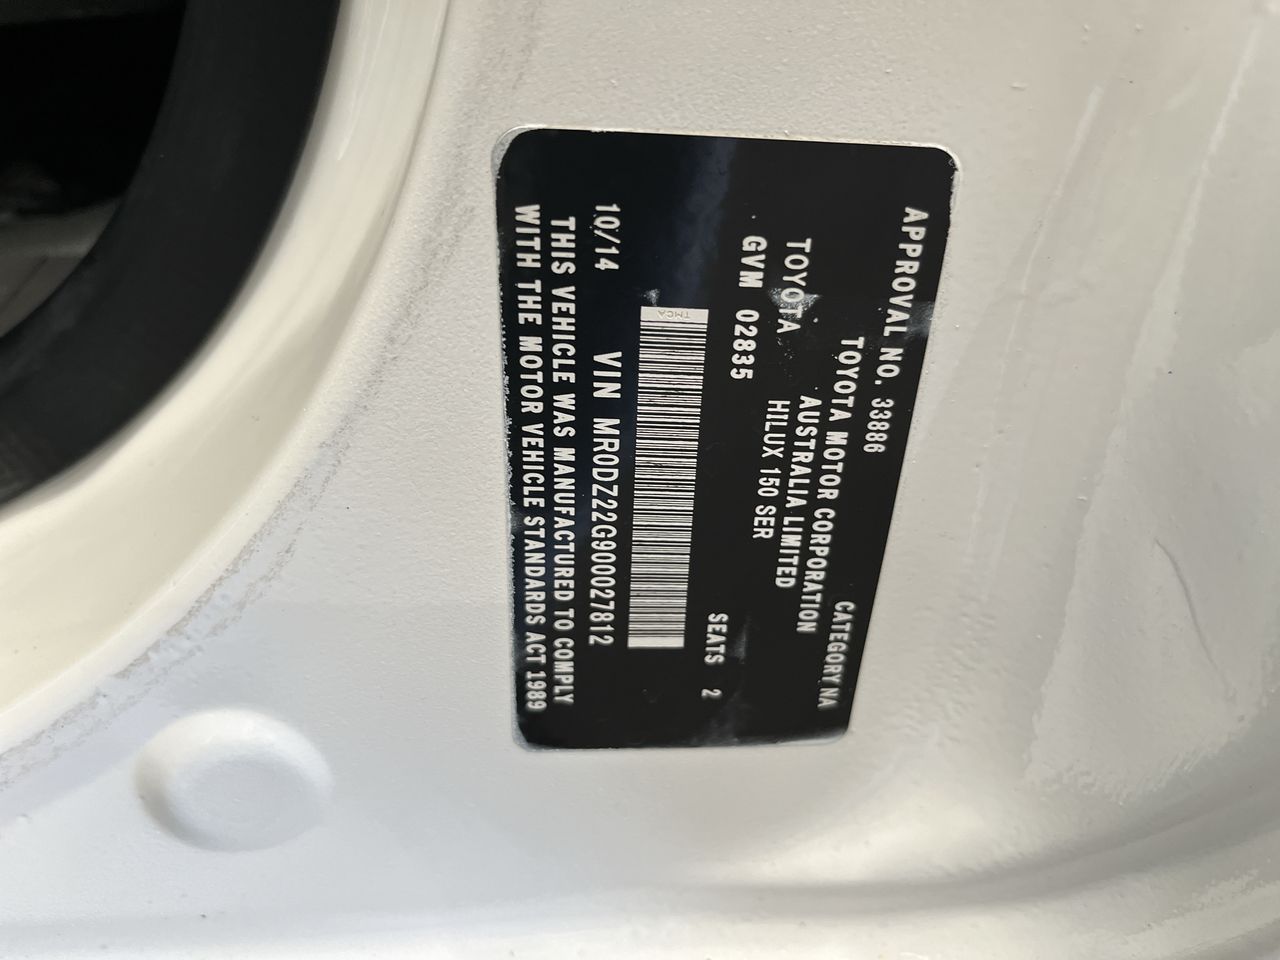 APPROVAL NO. 33886 CATEGORY NA
TOYOTA MOTOR CORPORATION
AUSTRALIA LIMITED
TOYOTA HILUX 150 SER
GVM 02835 SEATS 2
TMCA
VIN MR0DZ22G900027812
10/14
THIS VEHICLE WAS MANUFACTURED TO COMPLY
WITH THE MOTOR VEHICLE STANDARDS ACT 1989